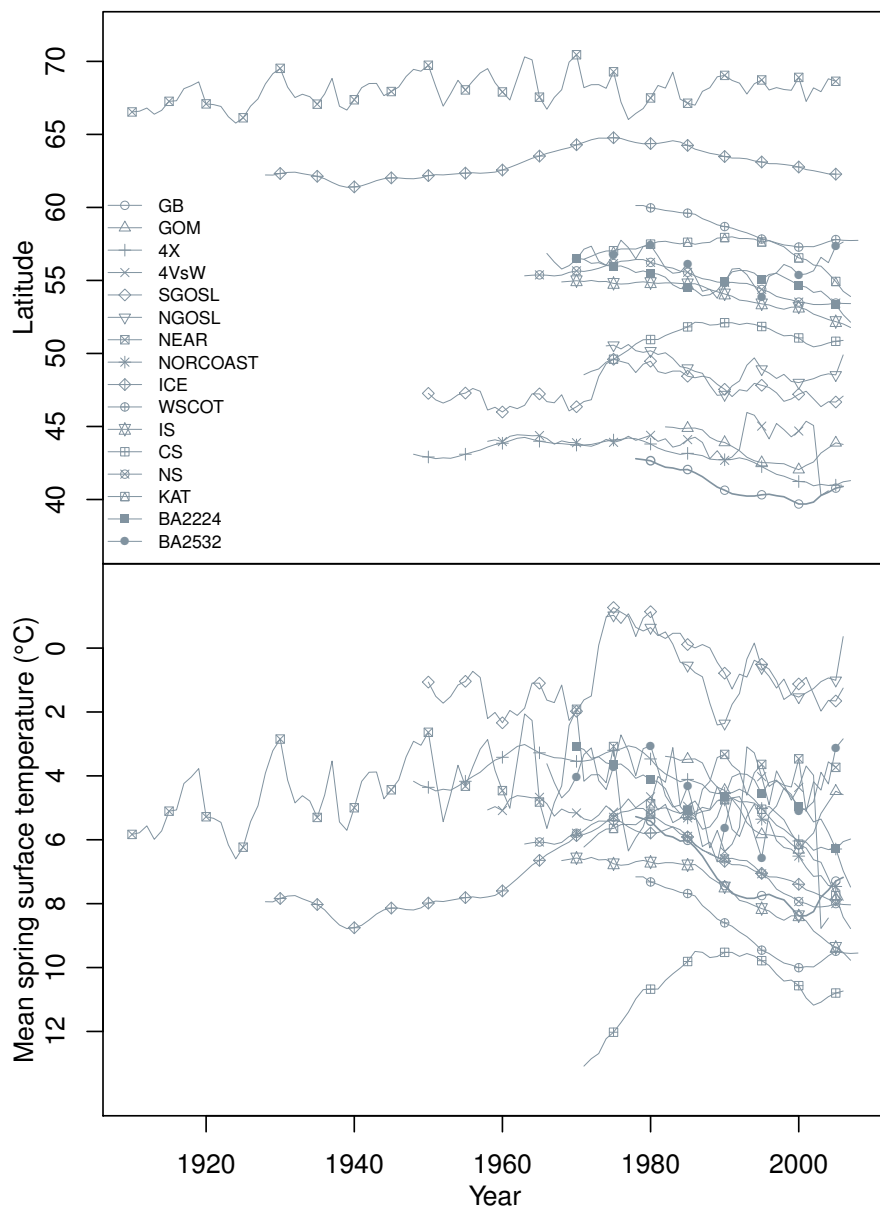 70
65
60
55
50
45
40
Latitude
GB
GOM
4X
4VsW
SGOSL
NGOSL
NEAR
NORCOAST
ICE
WSCOT
IS
CS
NS
KAT
BA2224
BA2532
0
2
4
6
8
10
12
Mean spring surface temperature (°C)
1920 1940 1960 1980 2000
Year